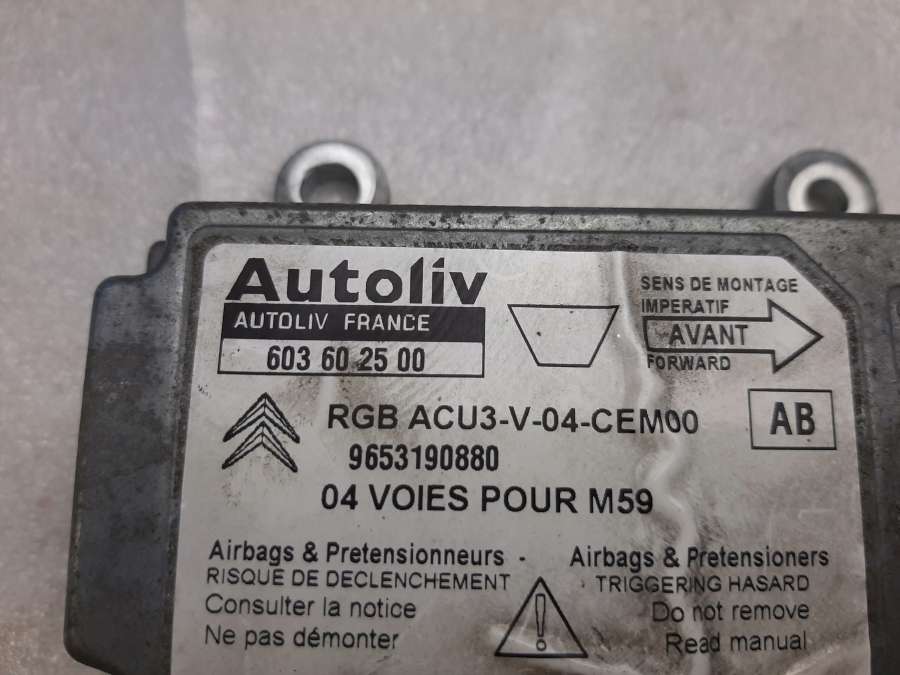 Autoliv
AUTOLIV FRANCE
603 60 25 00
SENS DE MONTAGE
IMPERATIF
AVANT
FORWARD
RGB ACU3-V-04-CEM00
AB
9653190880
04 VOIES POUR M59
Airbags & Pretensionneurs -
RISQUE DE DECLENCHEMENT
Consulter la notice
Ne pas démonter
!
Airbags & Pretensioners
TRIGGERING HASARD
Do not remove
Read manual